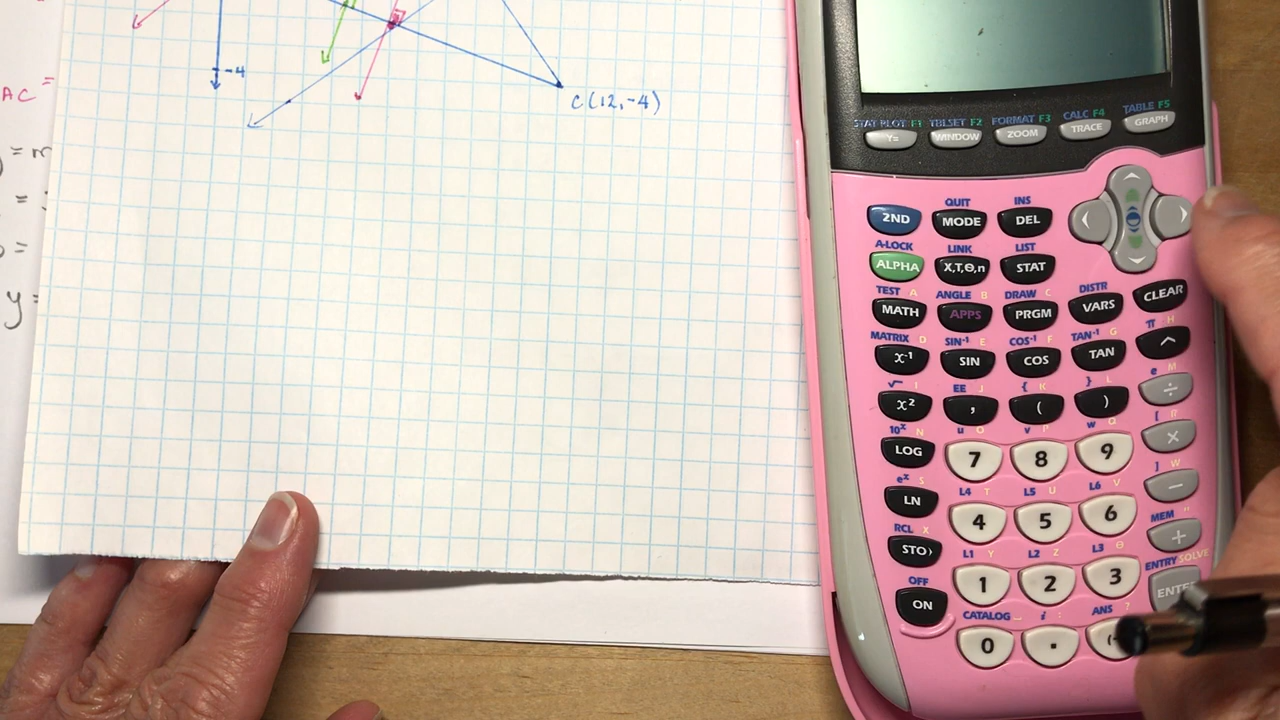 -4
C(12,-4)
AC=
= m
=
=
y=
STAT PLOT F1 TBLSET F2 FORMAT F3 CALC F4 TABLE F5
Y= WINDOW ZOOM TRACE GRAPH
QUIT INS
2ND MODE DEL
A-LOCK LINK LIST
ALPHA X,T,Θ,n STAT
TEST A ANGLE B DRAW C DISTR
MATH APPS PRGM VARS CLEAR
MATRIX D SIN⁻¹ E COS⁻¹ F TAN⁻¹ G π H
x⁻¹ SIN COS TAN ^
√ I EE J { K } L e M
x² , ( ) ÷
10ˣ N u O v P w Q [ R
LOG 7 8 9 ×
eˣ S L4 T L5 U L6 V ] W
LN 4 5 6 −
RCL X L1 Y L2 Z L3 θ MEM "
STO› 1 2 3 +
OFF CATALOG i : ANS ? ENTRY SOLVE
ON 0 . (- ENTE